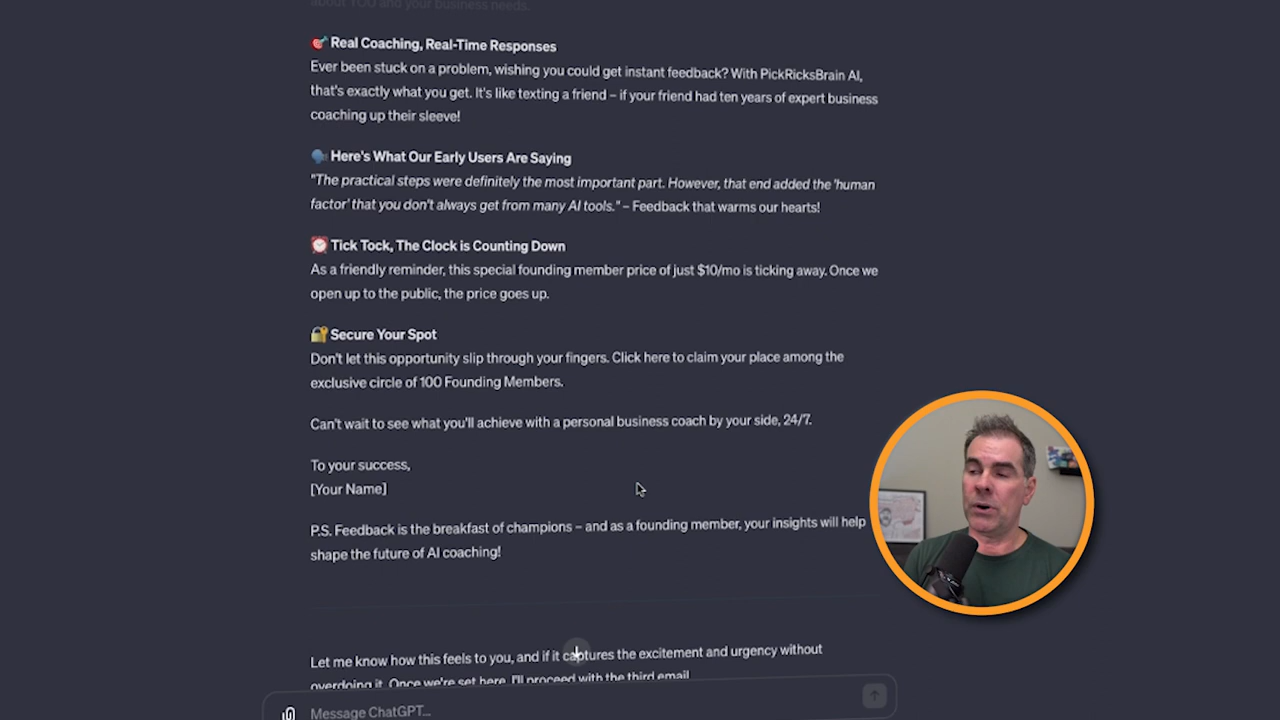 about YOU and your business needs.
🎯 Real Coaching, Real-Time Responses
Ever been stuck on a problem, wishing you could get instant feedback? With PickRicksBrain AI,
that's exactly what you get. It's like texting a friend – if your friend had ten years of expert business
coaching up their sleeve!
🗣️ Here's What Our Early Users Are Saying
"The practical steps were definitely the most important part. However, that end added the 'human
factor' that you don't always get from many AI tools." – Feedback that warms our hearts!
⏰ Tick Tock, The Clock is Counting Down
As a friendly reminder, this special founding member price of just $10/mo is ticking away. Once we
open up to the public, the price goes up.
🔐 Secure Your Spot
Don't let this opportunity slip through your fingers. Click here to claim your place among the
exclusive circle of 100 Founding Members.
Can't wait to see what you'll achieve with a personal business coach by your side, 24/7.
To your success,
[Your Name]
P.S. Feedback is the breakfast of champions – and as a founding member, your insights will help
shape the future of AI coaching!
Let me know how this feels to you, and if it captures the excitement and urgency without
overdoing it. Once we're set here, I'll proceed with the third email.
Message ChatGPT...